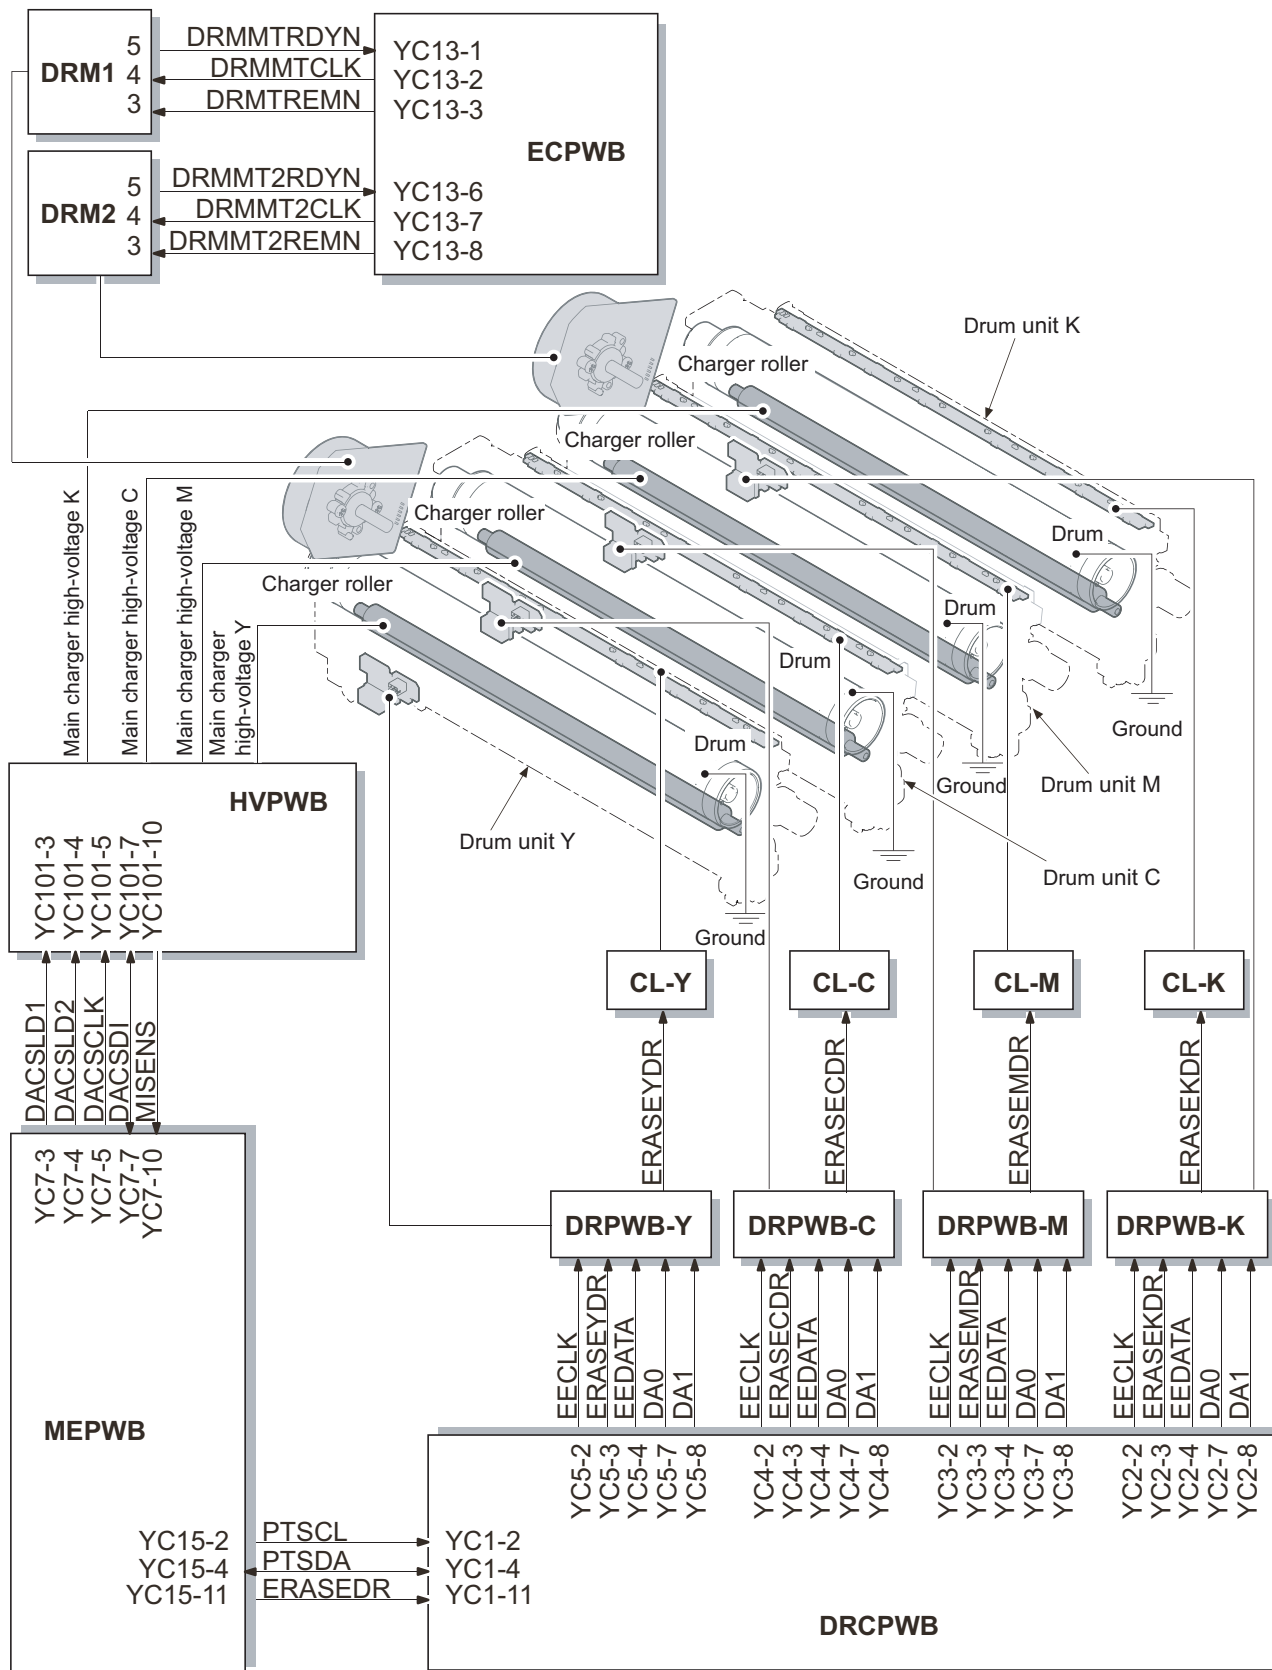 DRM1
5
4
3
DRMMTRDYN
DRMMTCLK
DRMTREMN
YC13-1
YC13-2
YC13-3
ECPWB
DRM2
5
4
3
DRMMT2RDYN
DRMMT2CLK
DRMMT2REMN
YC13-6
YC13-7
YC13-8
Drum unit K
Charger roller
Charger roller
Charger roller
Charger roller
Drum
Drum
Drum
Drum
Ground
Ground
Ground
Ground
Drum unit M
Drum unit C
Drum unit Y
Main charger high-voltage K
Main charger high-voltage C
Main charger high-voltage M
Main charger
high-voltage Y
HVPWB
YC101-3
YC101-4
YC101-5
YC101-7
YC101-10
DACSLD1
DACSLD2
DACSCLK
DACSDI
MISENS
YC7-3
YC7-4
YC7-5
YC7-7
YC7-10
CL-Y
CL-C
CL-M
CL-K
ERASEYDR
ERASECDR
ERASEMDR
ERASEKDR
DRPWB-Y
DRPWB-C
DRPWB-M
DRPWB-K
EECLK
ERASEYDR
EEDATA
DA0
DA1
EECLK
ERASECDR
EEDATA
DA0
DA1
EECLK
ERASEMDR
EEDATA
DA0
DA1
EECLK
ERASEKDR
EEDATA
DA0
DA1
YC5-2
YC5-3
YC5-4
YC5-7
YC5-8
YC4-2
YC4-3
YC4-4
YC4-7
YC4-8
YC3-2
YC3-3
YC3-4
YC3-7
YC3-8
YC2-2
YC2-3
YC2-4
YC2-7
YC2-8
MEPWB
YC15-2
YC15-4
YC15-11
PTSCL
PTSDA
ERASEDR
YC1-2
YC1-4
YC1-11
DRCPWB